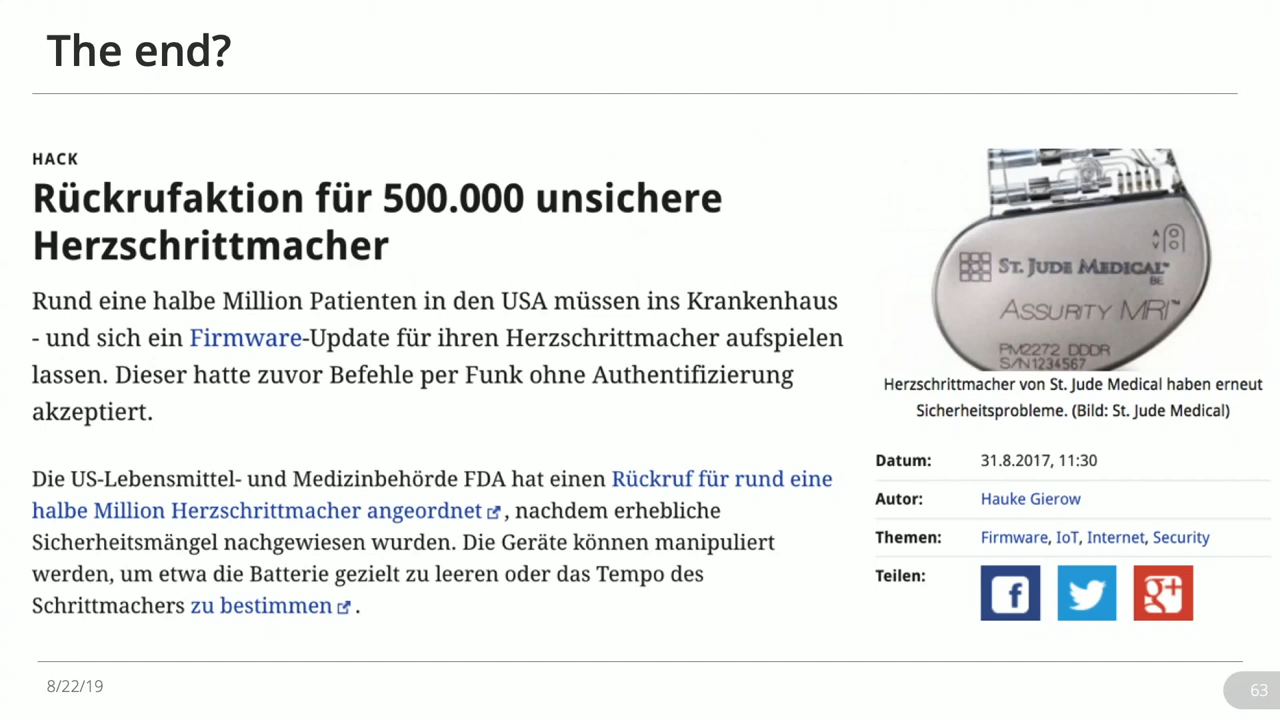 The end?
HACK
Rückrufaktion für 500.000 unsichere
Herzschrittmacher
Rund eine halbe Million Patienten in den USA müssen ins Krankenhaus
- und sich ein Firmware-Update für ihren Herzschrittmacher aufspielen
lassen. Dieser hatte zuvor Befehle per Funk ohne Authentifizierung
akzeptiert.
Die US-Lebensmittel- und Medizinbehörde FDA hat einen Rückruf für rund eine
halbe Million Herzschrittmacher angeordnet, nachdem erhebliche
Sicherheitsmängel nachgewiesen wurden. Die Geräte können manipuliert
werden, um etwa die Batterie gezielt zu leeren oder das Tempo des
Schrittmachers zu bestimmen.
A
V
ST. JUDE MEDICAL™
BE
ASSURITY MRI™
PM2272 DDDR
S/N1234567
Herzschrittmacher von St. Jude Medical haben erneut
Sicherheitsprobleme. (Bild: St. Jude Medical)
Datum: 31.8.2017, 11:30
Autor: Hauke Gierow
Themen: Firmware, IoT, Internet, Security
Teilen:
8/22/19
63